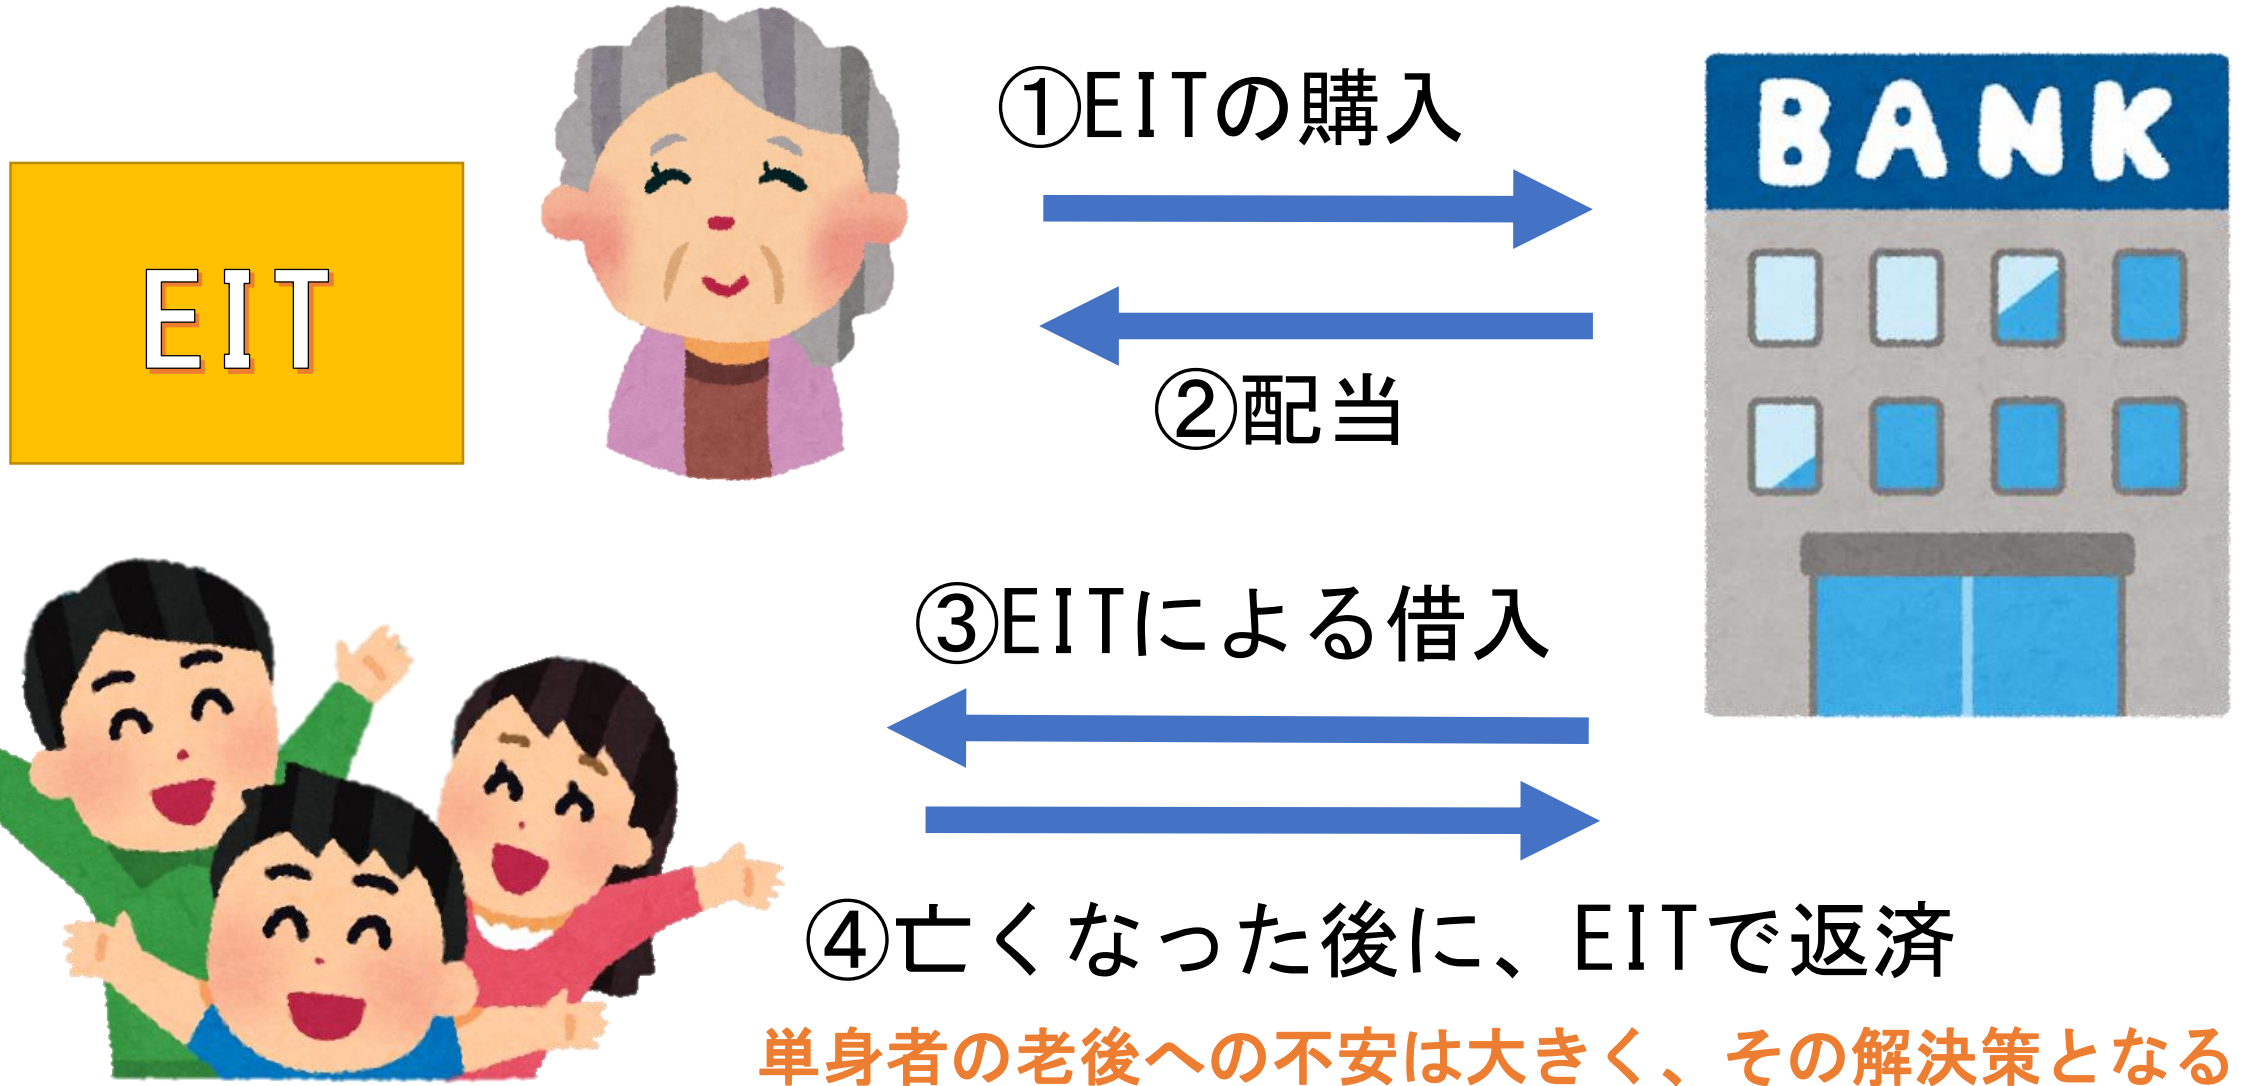 EIT
①EITの購入
BANK
②配当
③EITによる借入
④亡くなった後に、EITで返済
単身者の老後への不安は大きく、その解決策となる